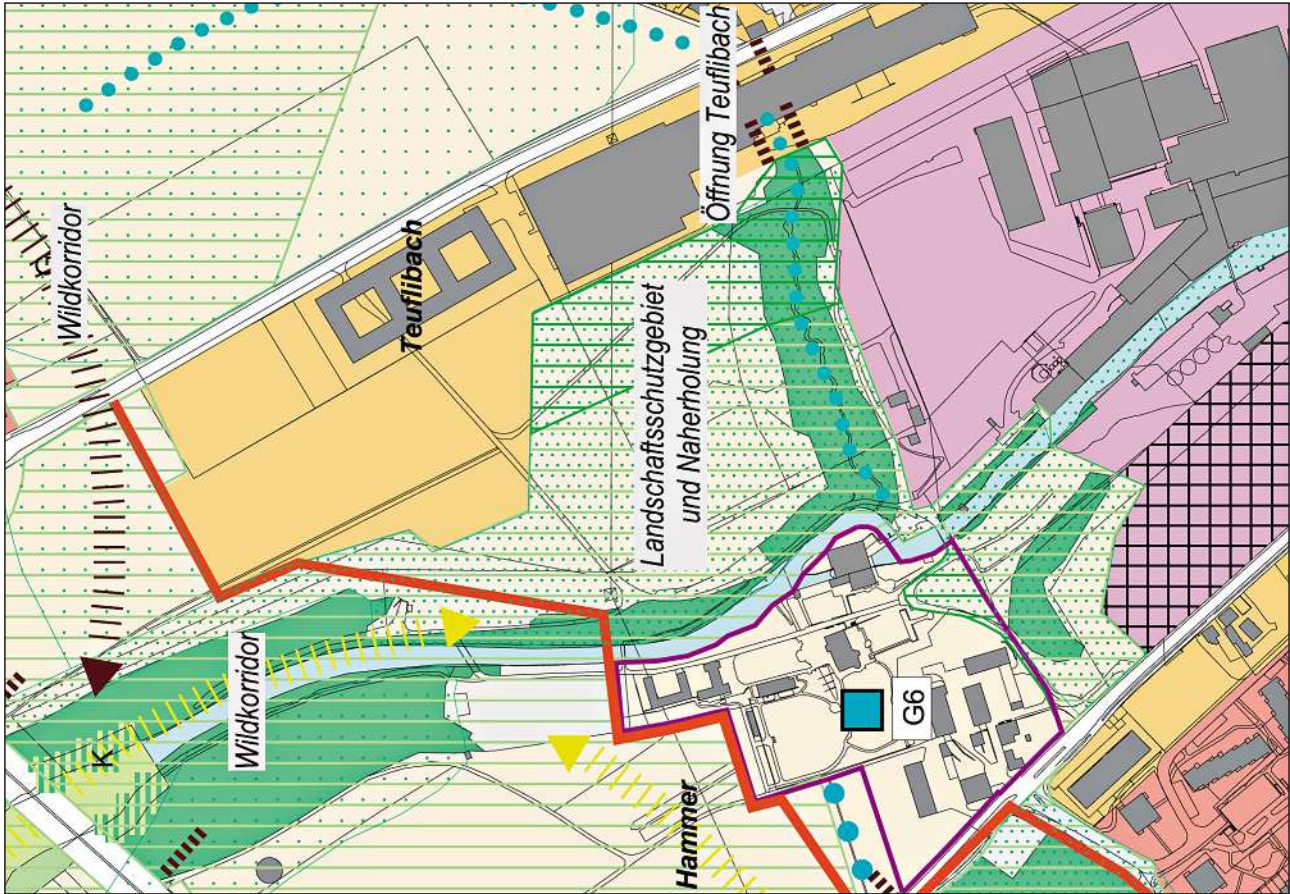 Wildkorridor
Teuflibach
Öffnung Teuflibach
Landschaftsschutzgebiet
und Naherholung
Wildkorridor
K
Hammer
G6